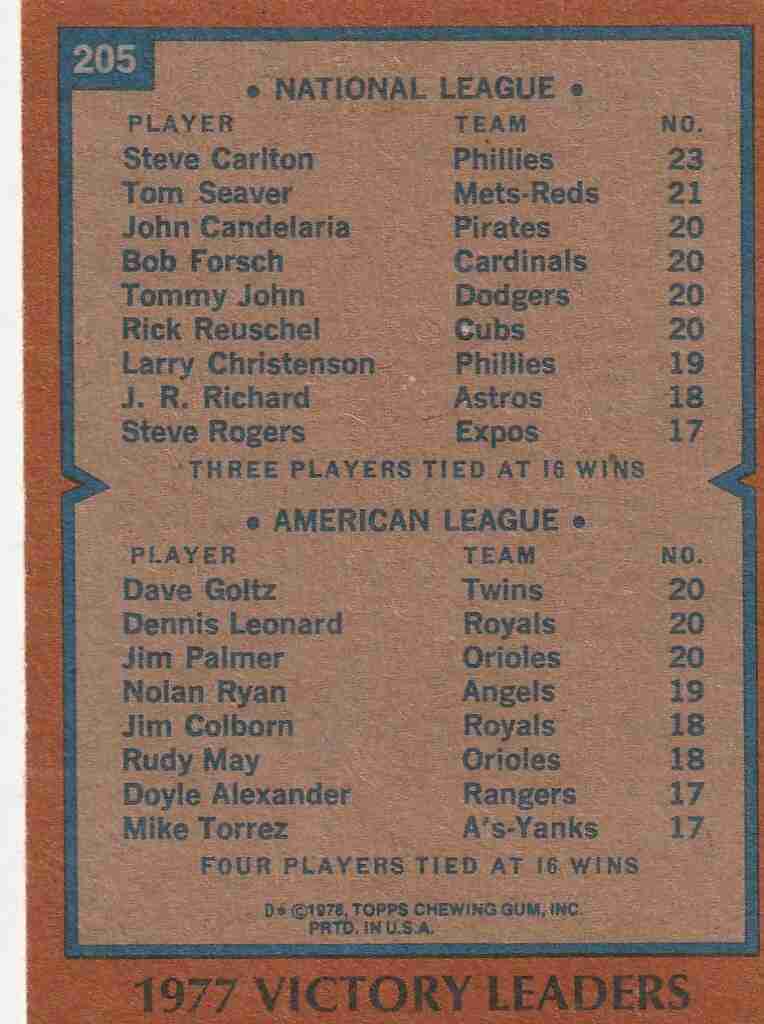 205
• NATIONAL LEAGUE •
PLAYER TEAM NO.
Steve Carlton Phillies 23
Tom Seaver Mets-Reds 21
John Candelaria Pirates 20
Bob Forsch Cardinals 20
Tommy John Dodgers 20
Rick Reuschel Cubs 20
Larry Christenson Phillies 19
J. R. Richard Astros 18
Steve Rogers Expos 17
THREE PLAYERS TIED AT 16 WINS
• AMERICAN LEAGUE •
PLAYER TEAM NO.
Dave Goltz Twins 20
Dennis Leonard Royals 20
Jim Palmer Orioles 20
Nolan Ryan Angels 19
Jim Colborn Royals 18
Rudy May Orioles 18
Doyle Alexander Rangers 17
Mike Torrez A's-Yanks 17
FOUR PLAYERS TIED AT 16 WINS
D* ©1978, TOPPS CHEWING GUM, INC.
PRTD. IN U.S.A.
1977 VICTORY LEADERS